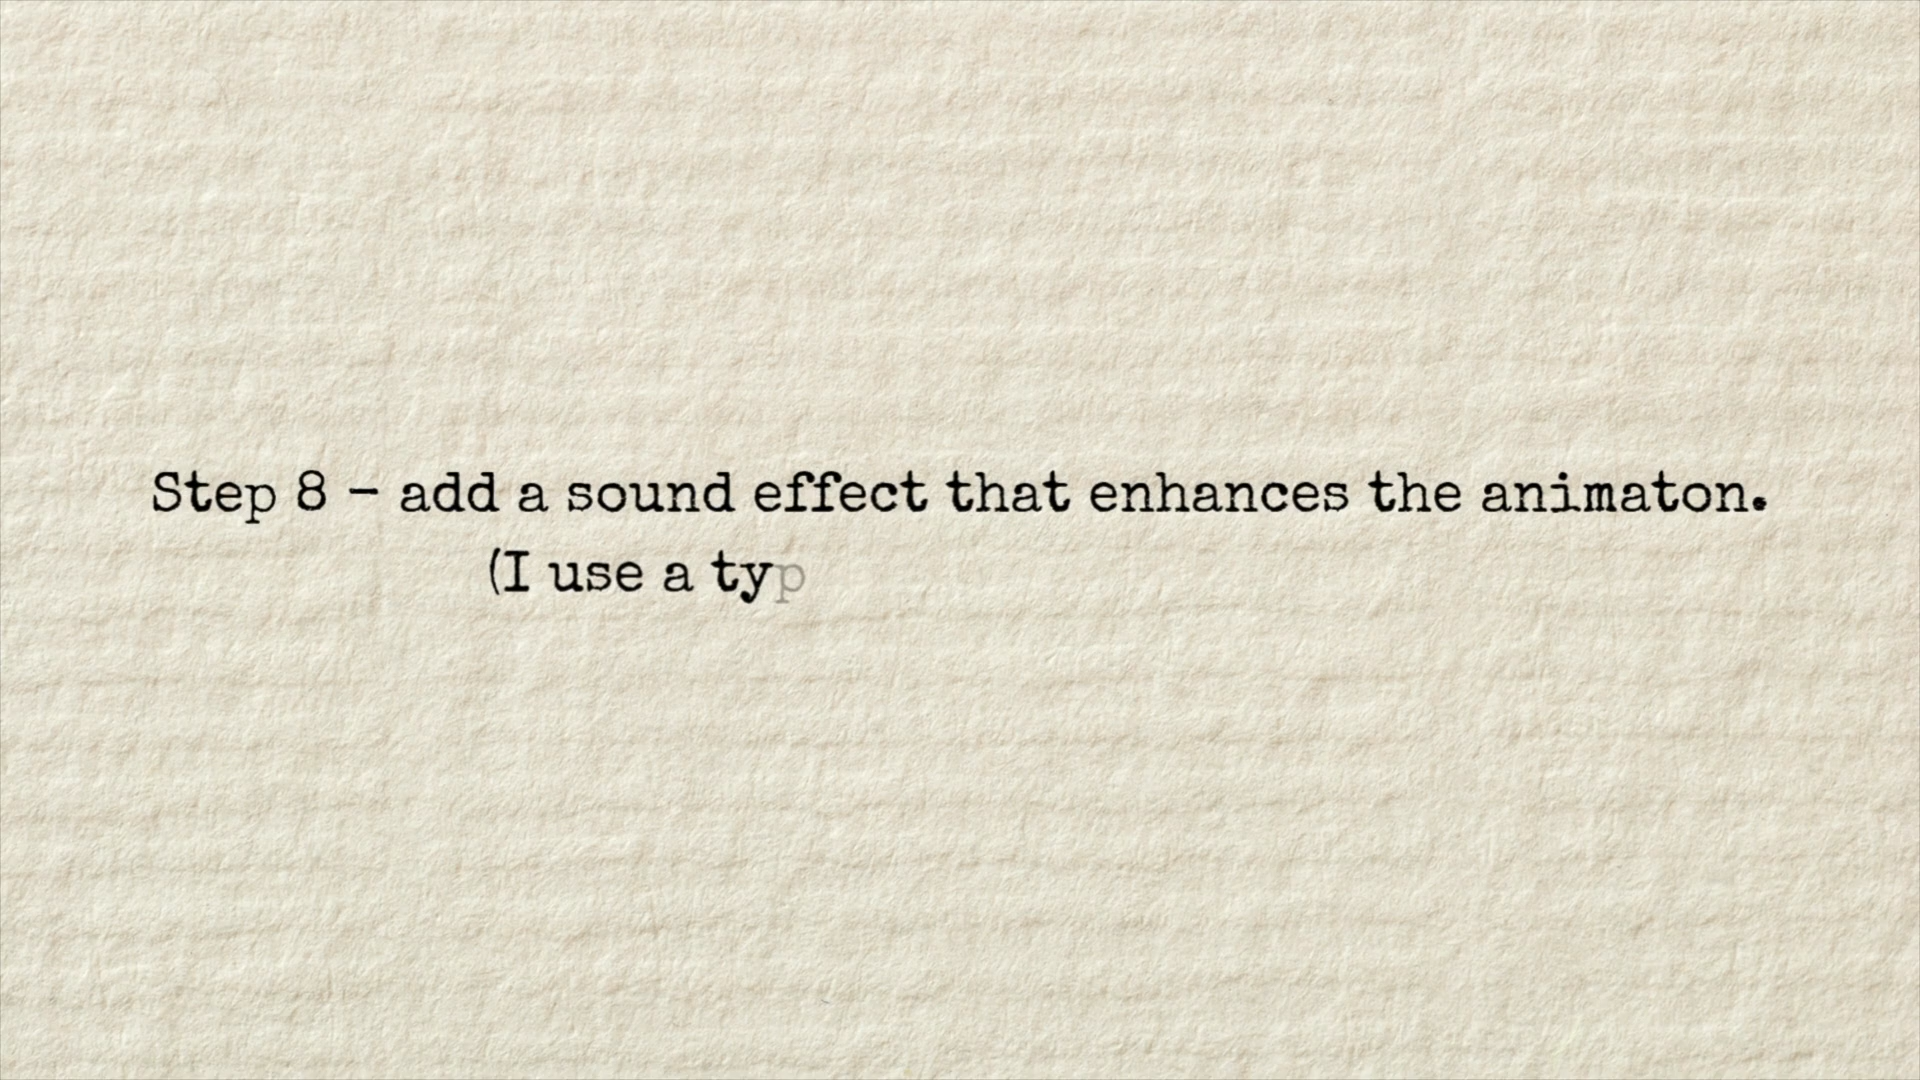 Step 8 - add a sound effect that enhances the animaton.
(I use a typ